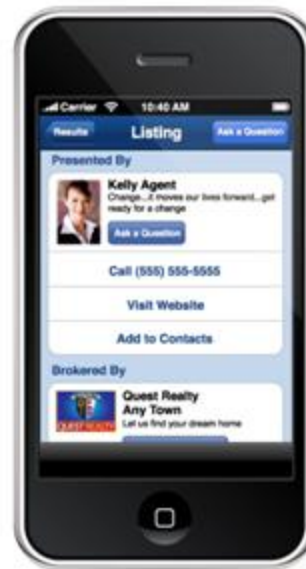 Carrier 10:40 AM
Results Listing Ask a Question
Presented By
Kelly Agent
Change...it moves our lives forward...get
ready for a change
Ask a Question
Call (555) 555-5555
Visit Website
Add to Contacts
Brokered By
Quest Realty
Any Town
Let us find your dream home
QUEST REALTY